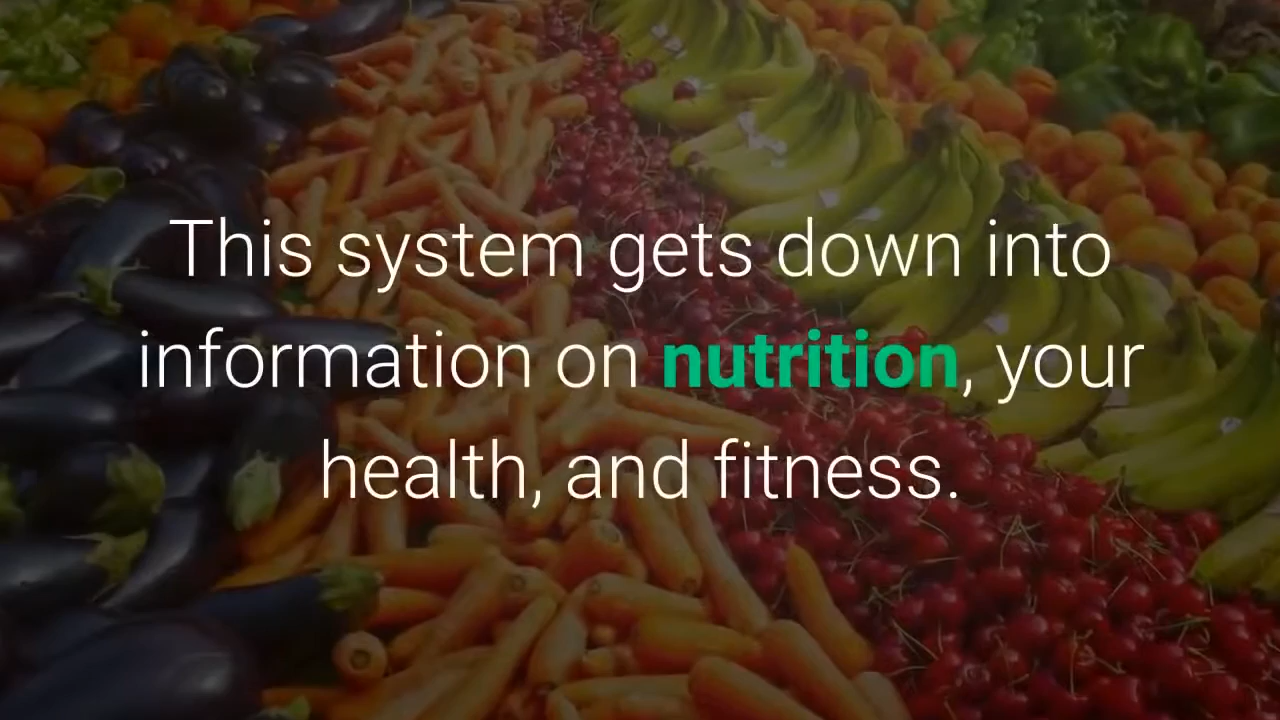 This system gets down into
information on nutrition, your
health, and fitness.